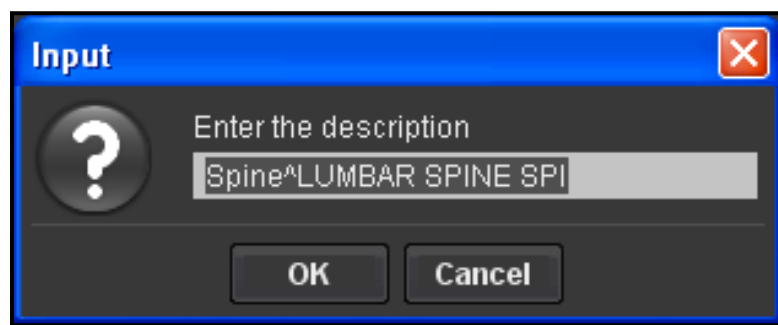 Input
Enter the description
Spine^LUMBAR SPINE SPI
OK Cancel